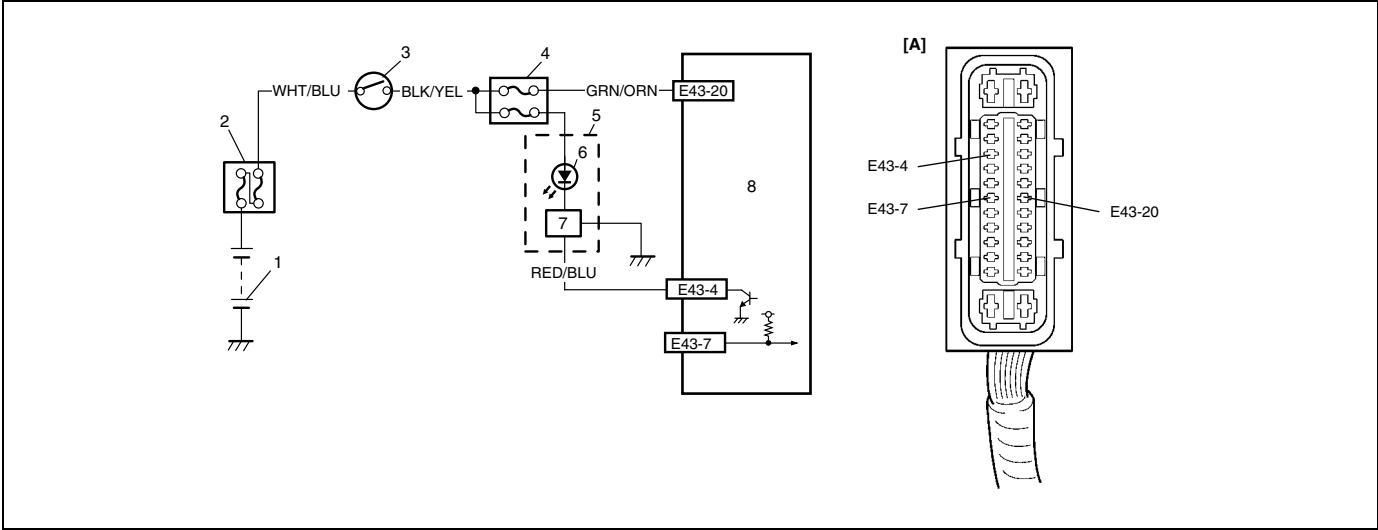 [A]
3
4
WHT/BLU
BLK/YEL
GRN/ORN
E43-20
2
5
6
E43-4
8
E43-7
E43-20
7
1
RED/BLU
E43-4
E43-7